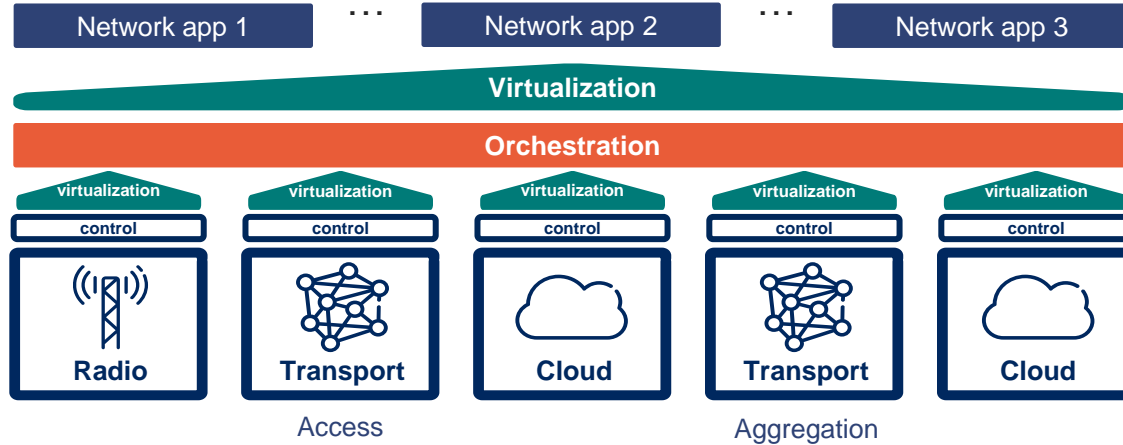 ... ...
Network app 1 Network app 2 Network app 3
Virtualization
Orchestration
virtualization virtualization virtualization virtualization virtualization
control control control control control
Radio Transport Cloud Transport Cloud
Access Aggregation